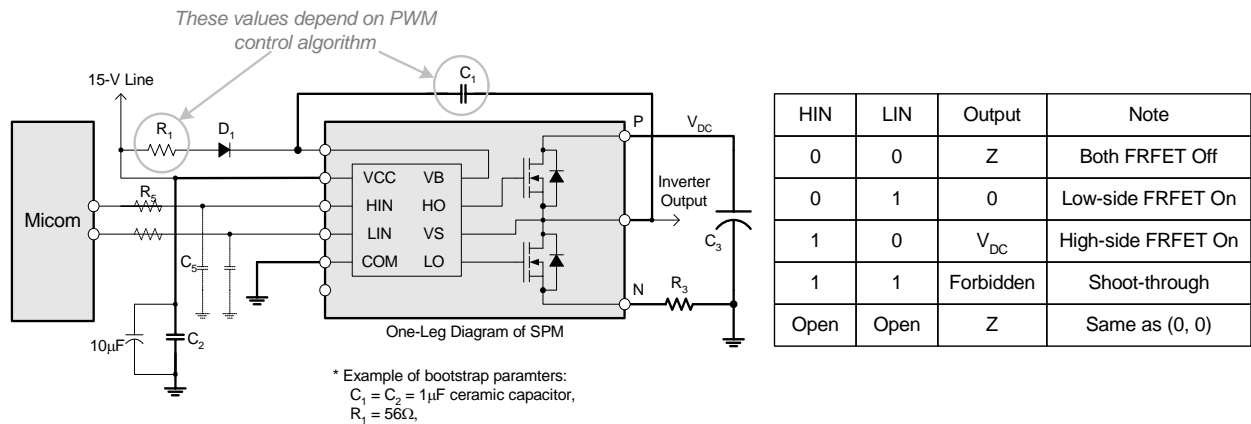 These values depend on PWM
control algorithm
15-V Line
C1
R1
D1
P
VDC
Micom
R5
VCC VB
HIN HO
LIN VS
COM LO
Inverter
Output
C5
C3
N
R3
10μF
C2
One-Leg Diagram of SPM
* Example of bootstrap paramters:
C1 = C2 = 1μF ceramic capacitor,
R1 = 56Ω,
HIN LIN Output Note
0 0 Z Both FRFET Off
0 1 0 Low-side FRFET On
1 0 VDC High-side FRFET On
1 1 Forbidden Shoot-through
Open Open Z Same as (0, 0)